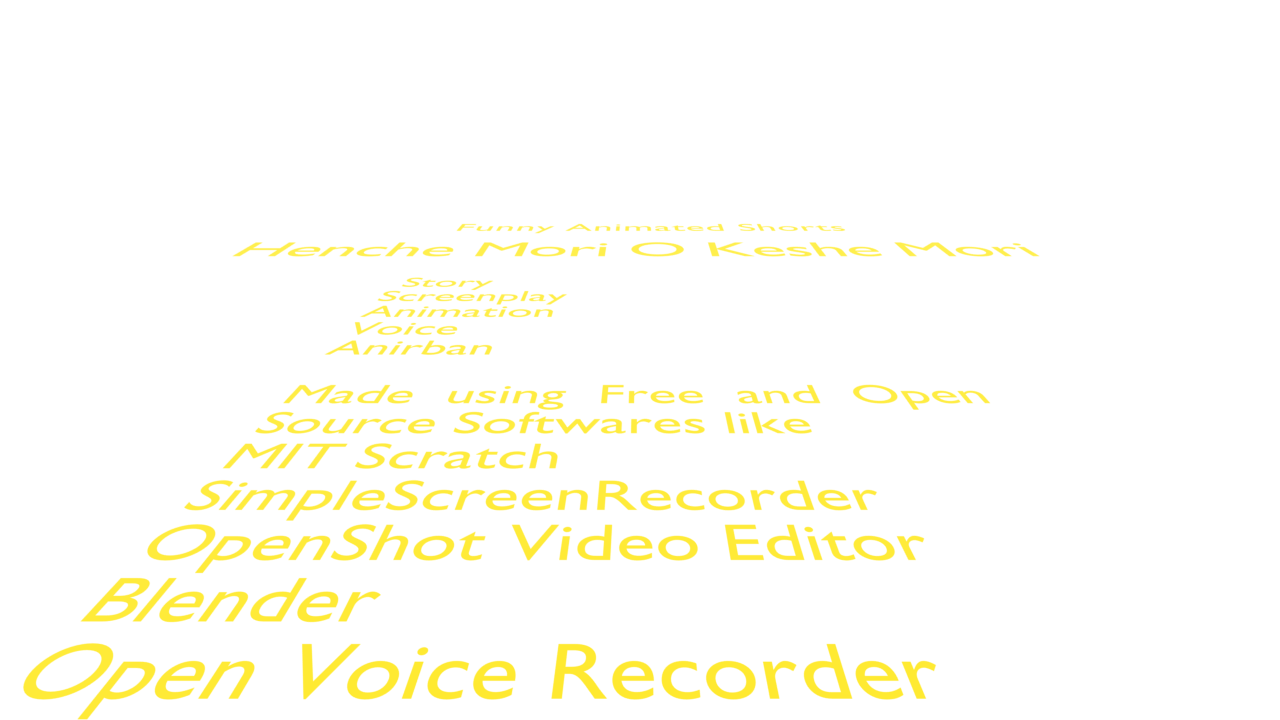 Funny Animated Shorts
Henche Mori O Keshe Mori
Story
Screenplay
Animation
Voice
Anirban
Made using Free and Open
Source Softwares like
MIT Scratch
SimpleScreenRecorder
OpenShot Video Editor
Blender
Open Voice Recorder